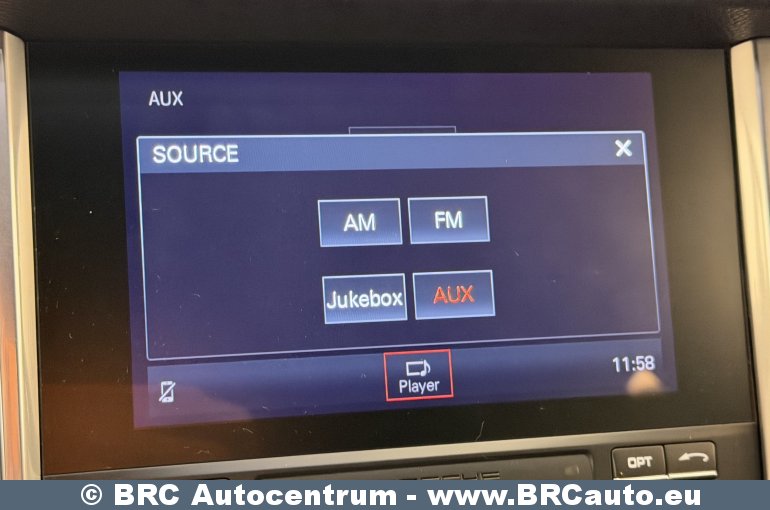 AUX
SOURCE
AM FM
Jukebox AUX
11:58
Player
OPT
© BRC Autocentrum - www.BRCauto.eu